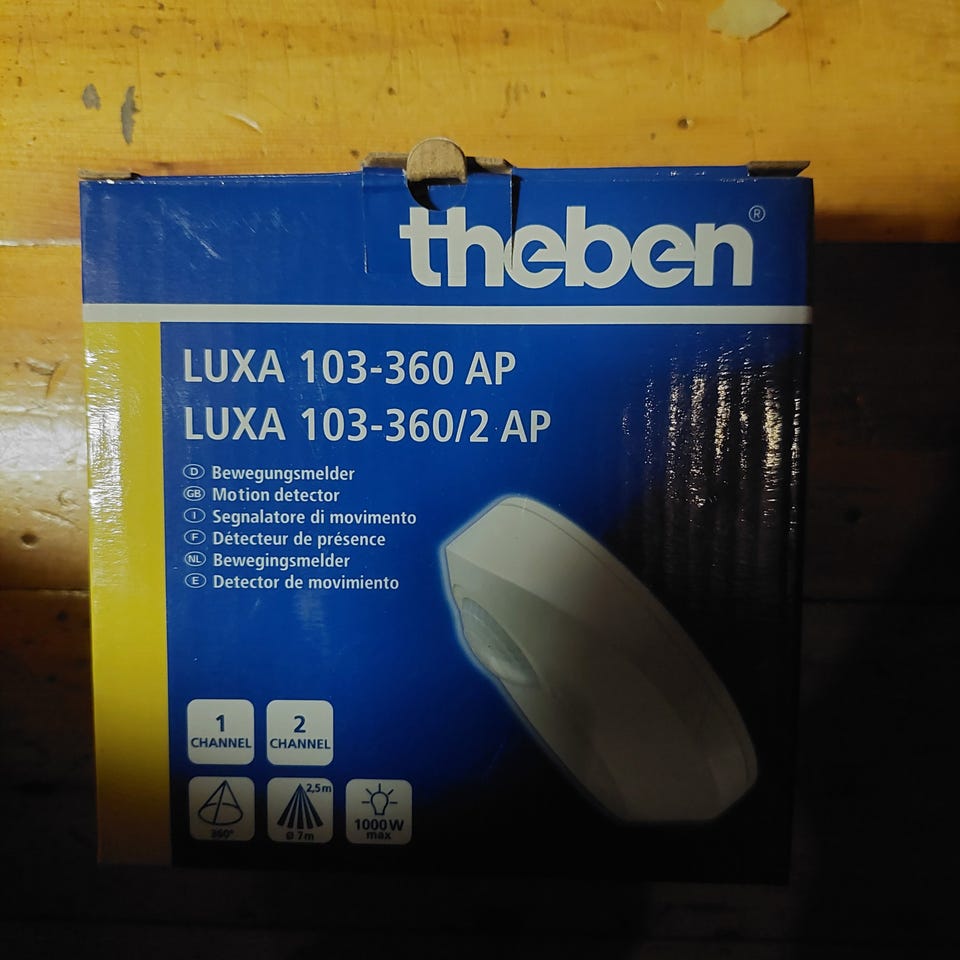 theben®
LUXA 103-360 AP
LUXA 103-360/2 AP
D Bewegungsmelder
GB Motion detector
I Segnalatore di movimento
F Détecteur de présence
NL Bewegingsmelder
E Detector de movimiento
1 2
CHANNEL CHANNEL
2,5m
360° ø 7m 1000W
max